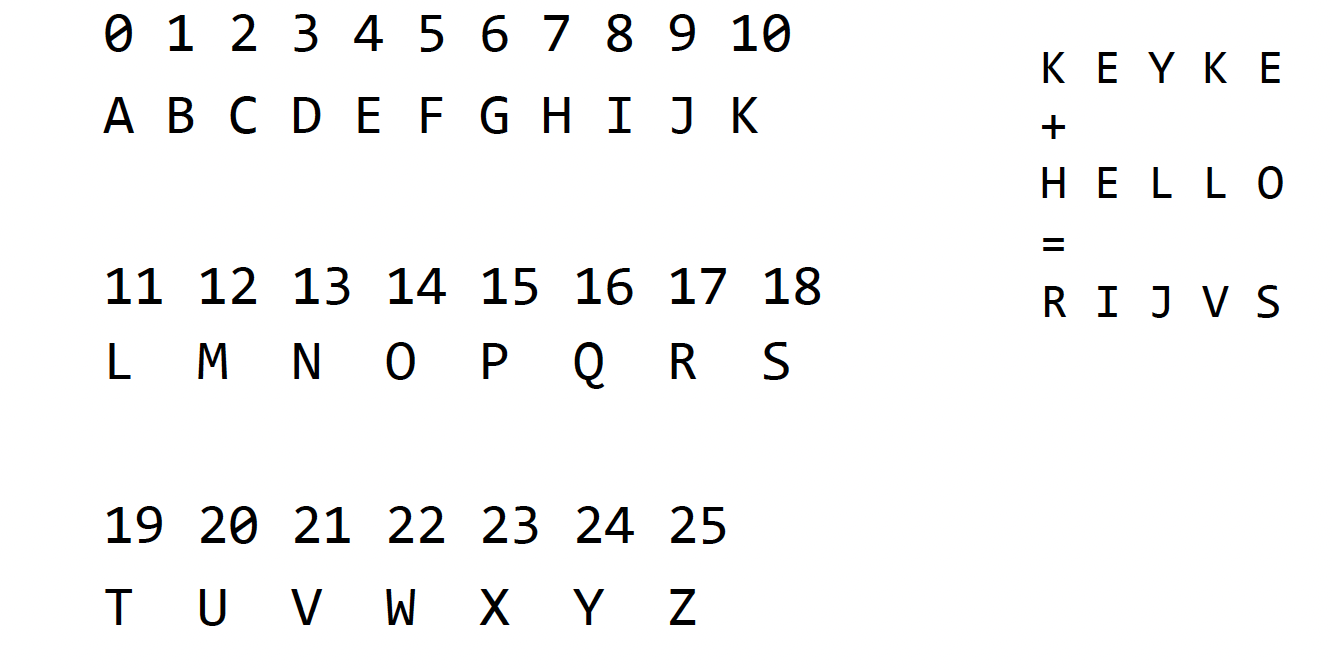 0 1 2 3 4 5 6 7 8 9 10
A B C D E F G H I J K
11 12 13 14 15 16 17 18
L M N O P Q R S
19 20 21 22 23 24 25
T U V W X Y Z
K E Y K E
+
H E L L O
=
R I J V S